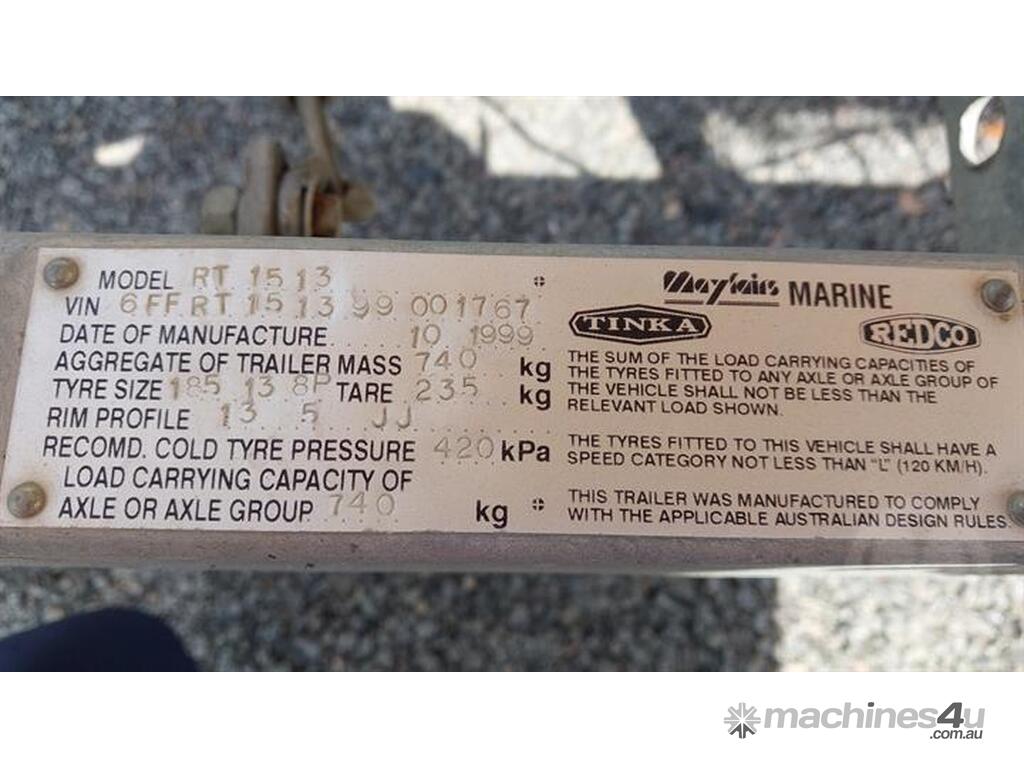 MODEL RT 1513
VIN 6FFRT151399001767
DATE OF MANUFACTURE 10 1999
AGGREGATE OF TRAILER MASS 740 kg
TYRE SIZE 185 13 8P TARE 235 kg
RIM PROFILE 13 5 JJ
RECOMD. COLD TYRE PRESSURE 420 kPa
LOAD CARRYING CAPACITY OF
AXLE OR AXLE GROUP 740 kg
Mayfairs MARINE
TINKA REDCO
THE SUM OF THE LOAD CARRYING CAPACITIES OF
THE TYRES FITTED TO ANY AXLE OR AXLE GROUP OF
THE VEHICLE SHALL NOT BE LESS THAN THE
RELEVANT LOAD SHOWN.
THE TYRES FITTED TO THIS VEHICLE SHALL HAVE A
SPEED CATEGORY NOT LESS THAN "L" (120 KM/H).
THIS TRAILER WAS MANUFACTURED TO COMPLY
WITH THE APPLICABLE AUSTRALIAN DESIGN RULES.
machines4u
.com.au